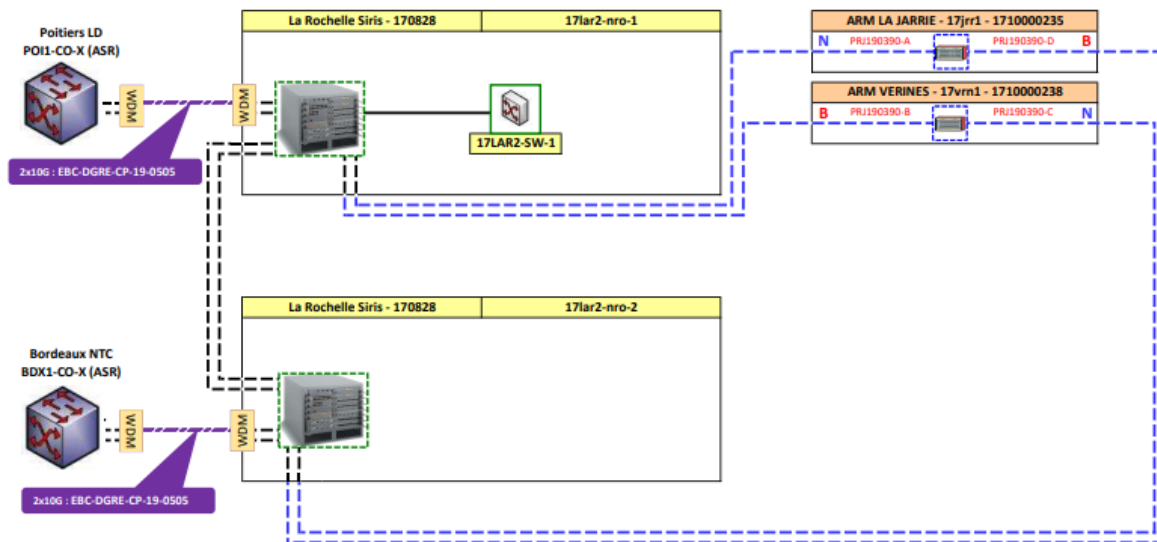 La Rochelle Siris - 170828
17lar2-nro-1
ARM LA JARRIE - 17jrr1 - 1710000235
Poitiers LD
POI1-CO-X (ASR)
N
PRJ190390-A
PRJ190390-D
B
WDM
WDM
ARM VERINES - 17vrn1 - 1710000238
B
PRJ190390-B
PRJ190390-C
N
17LAR2-SW-1
2x10G : EBC-DGRE-CP-19-0505
La Rochelle Siris - 170828
17lar2-nro-2
Bordeaux NTC
BDX1-CO-X (ASR)
WDM
WDM
2x10G : EBC-DGRE-CP-19-0505